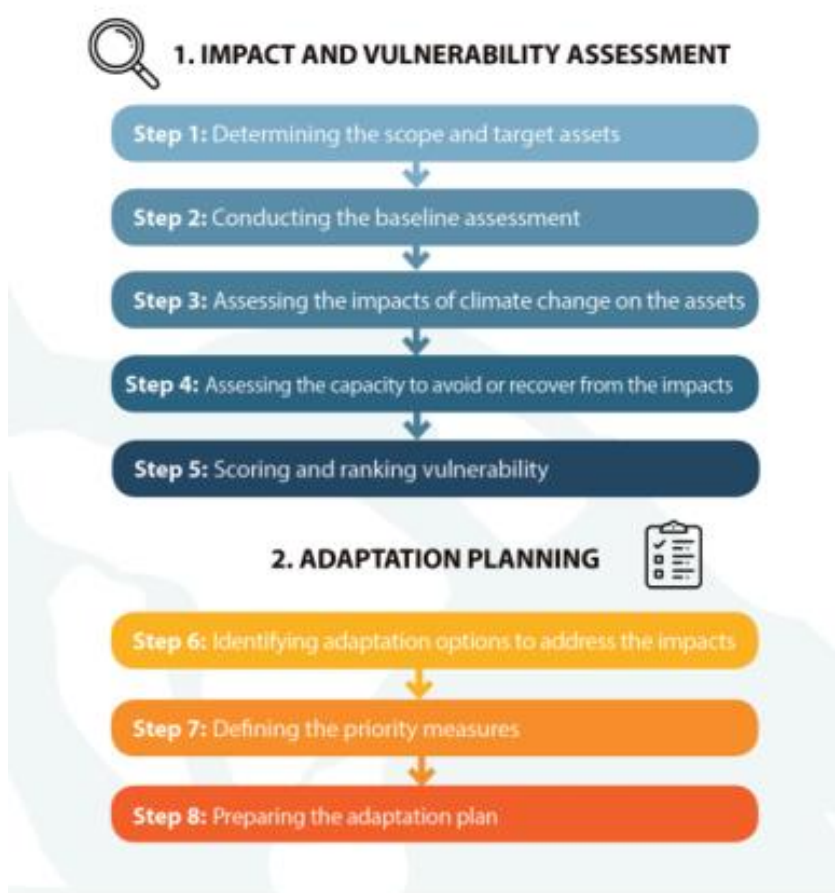 1. IMPACT AND VULNERABILITY ASSESSMENT
Step 1: Determining the scope and target assets
Step 2: Conducting the baseline assessment
Step 3: Assessing the impacts of climate change on the assets
Step 4: Assessing the capacity to avoid or recover from the impacts
Step 5: Scoring and ranking vulnerability
2. ADAPTATION PLANNING
Step 6: Identifying adaptation options to address the impacts
Step 7: Defining the priority measures
Step 8: Preparing the adaptation plan